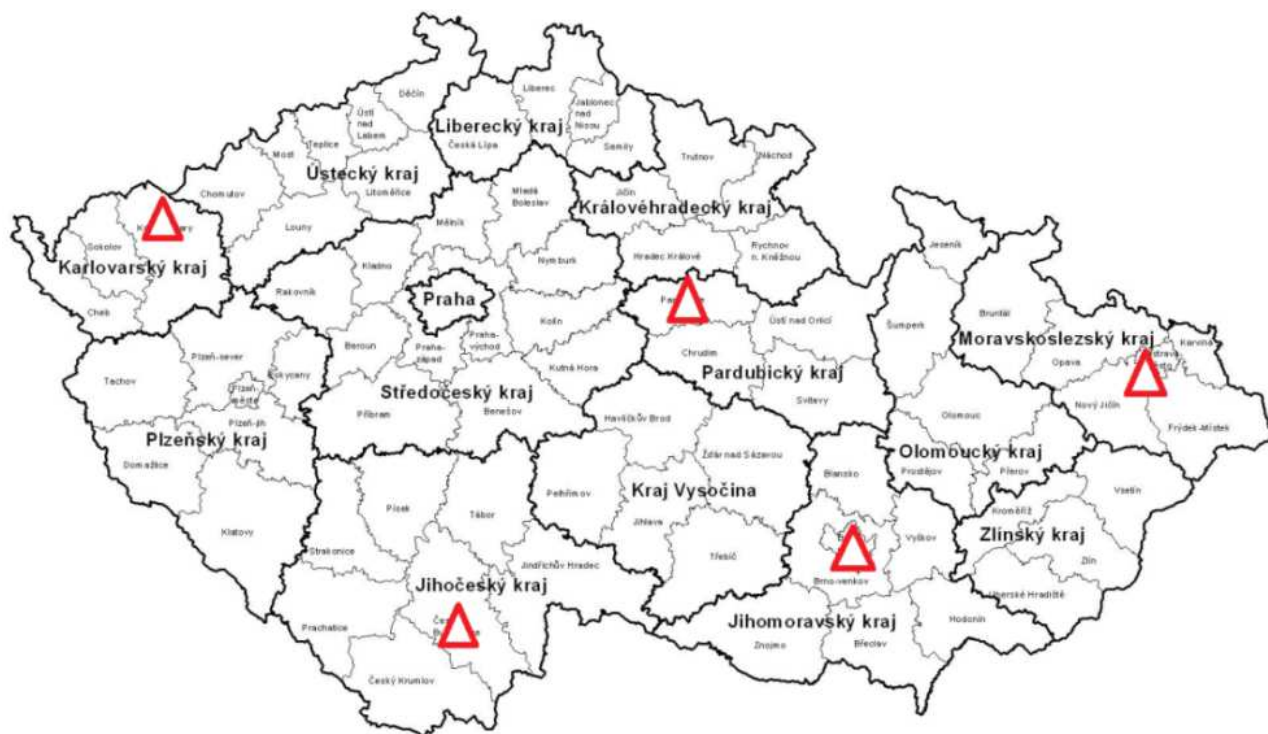 Děčín
Liberec
Jablonec
nad
Nisou
Ústí
nad
Labem
Liberecký kraj
Česká Lípa
Semily
Trutnov
Náchod
Teplice
Most
Ústecký kraj
Litoměřice
Chomutov
Mladá
Boleslav
Jičín
Královéhradecký kraj
Mělník
Louny
Sokolov
Karlovarský kraj
Kladno
Nymburk
Hradec Králové
Rychnov
n. Kněžnou
Jeseník
Rakovník
Praha
Cheb
Kolín
Ústí nad Orlicí
Bruntál
Šumperk
Moravskoslezský kraj
Karviná
Opava
Beroun
Praha-
západ
Praha-
východ
Chrudim
Plzeň-sever
Tachov
Kutná Hora
Pardubický kraj
Středočeský kraj
Benešov
Příbram
Svitavy
Nový Jičín
Frýdek-Místek
Havlíčkův Brod
Olomouc
Plzeň-jih
Plzeňský kraj
Domažlice
Žďár nad Sázavou
Olomoucký kraj
Blansko
Prostějov
Přerov
Vsetín
Pelhřimov
Kraj Vysočina
Písek
Tábor
Jihlava
Kroměříž
Klatovy
Zlínský kraj
Vyškov
Strakonice
Třebíč
Zlín
Jindřichův Hradec
Jihočeský kraj
Brno-venkov
Uherské Hradiště
Prachatice
Jihomoravský kraj
Hodonín
Znojmo
Břeclav
Český Krumlov